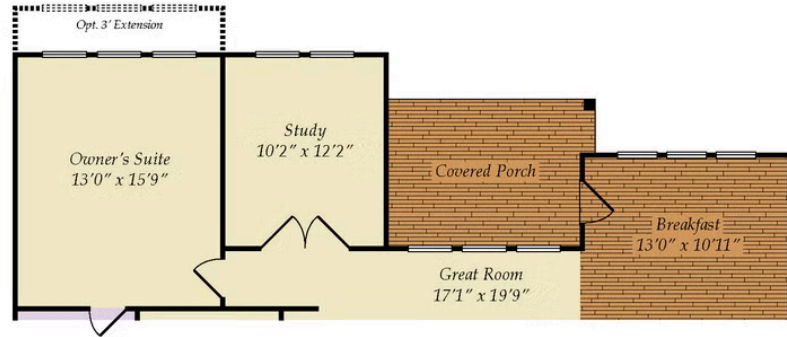 Opt. 3' Extension
Owner's Suite
13'0" x 15'9"
Study
10'2" x 12'2"
Covered Porch
Breakfast
13'0" x 10'11"
Great Room
17'1" x 19'9"